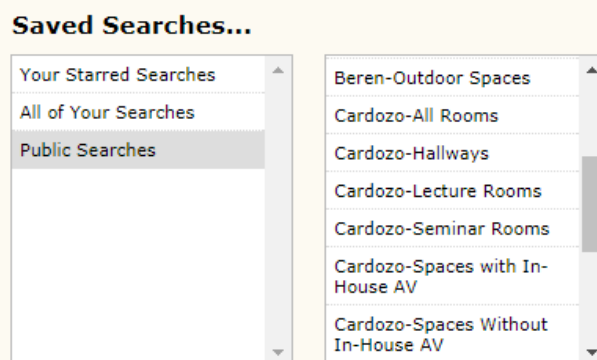 Saved Searches...
Your Starred Searches
All of Your Searches
Public Searches
Beren-Outdoor Spaces
Cardozo-All Rooms
Cardozo-Hallways
Cardozo-Lecture Rooms
Cardozo-Seminar Rooms
Cardozo-Spaces with In-
House AV
Cardozo-Spaces Without
In-House AV